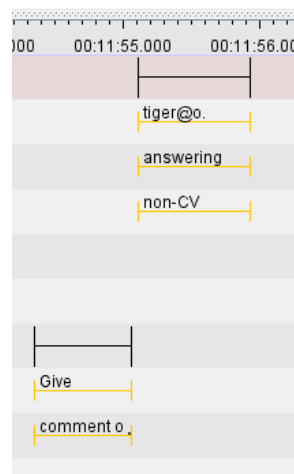 000 00:11:55.000 00:11:56.00
tiger@o.
answering
non-CV
Give
comment o